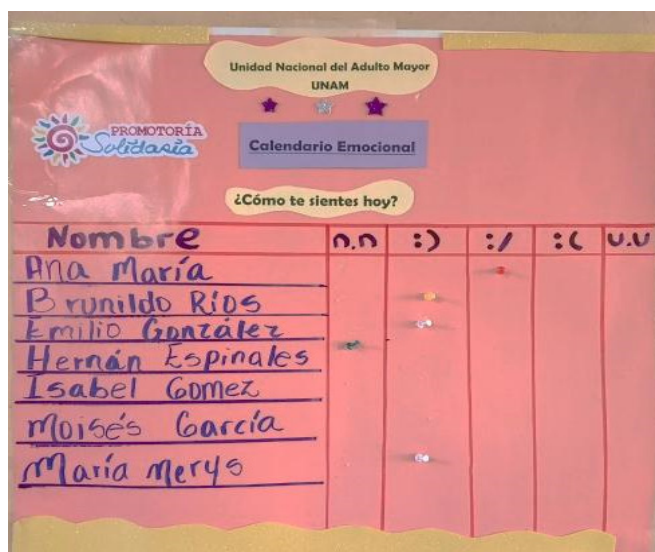 Unidad Nacional del Adulto Mayor
UNAM
PROMOTORÍA
Solidaria
Calendario Emocional
¿Cómo te sientes hoy?
Nombre n.n :) :/ :( u.u
Ana María
Brunildo Ríos
Emilio González
Hernán Espinales
Isabel Gomez
Moisés García
María Merys